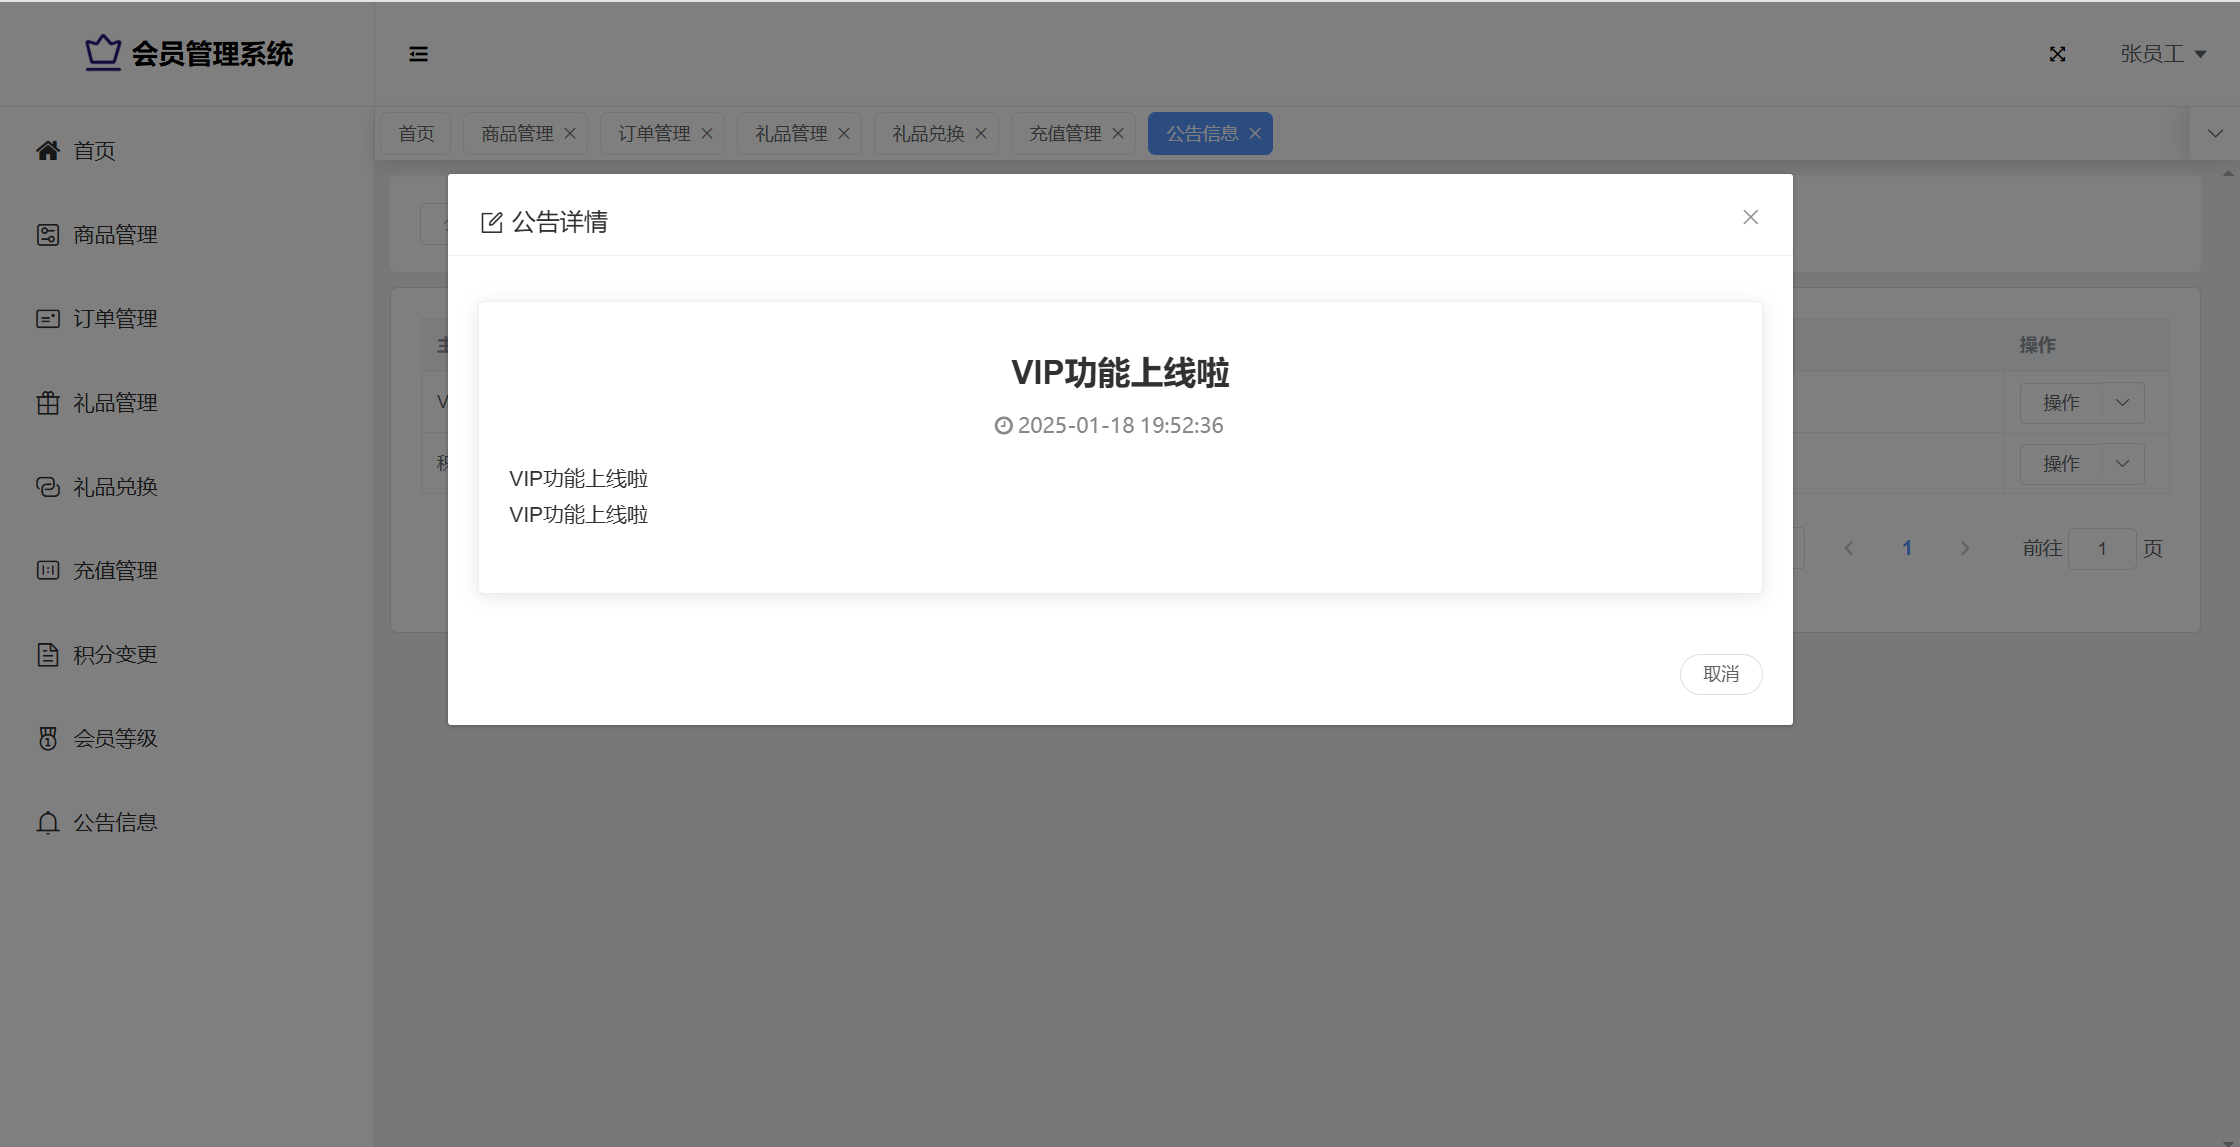 会员管理系统
张员工
首页
商品管理
订单管理
礼品管理
礼品兑换
充值管理
公告信息
首页
商品管理
订单管理
礼品管理
礼品兑换
充值管理
积分变更
会员等级
公告信息
公告详情
VIP功能上线啦
2025-01-18 19:52:36
VIP功能上线啦
VIP功能上线啦
取消
操作
操作
操作
1
前往 1 页